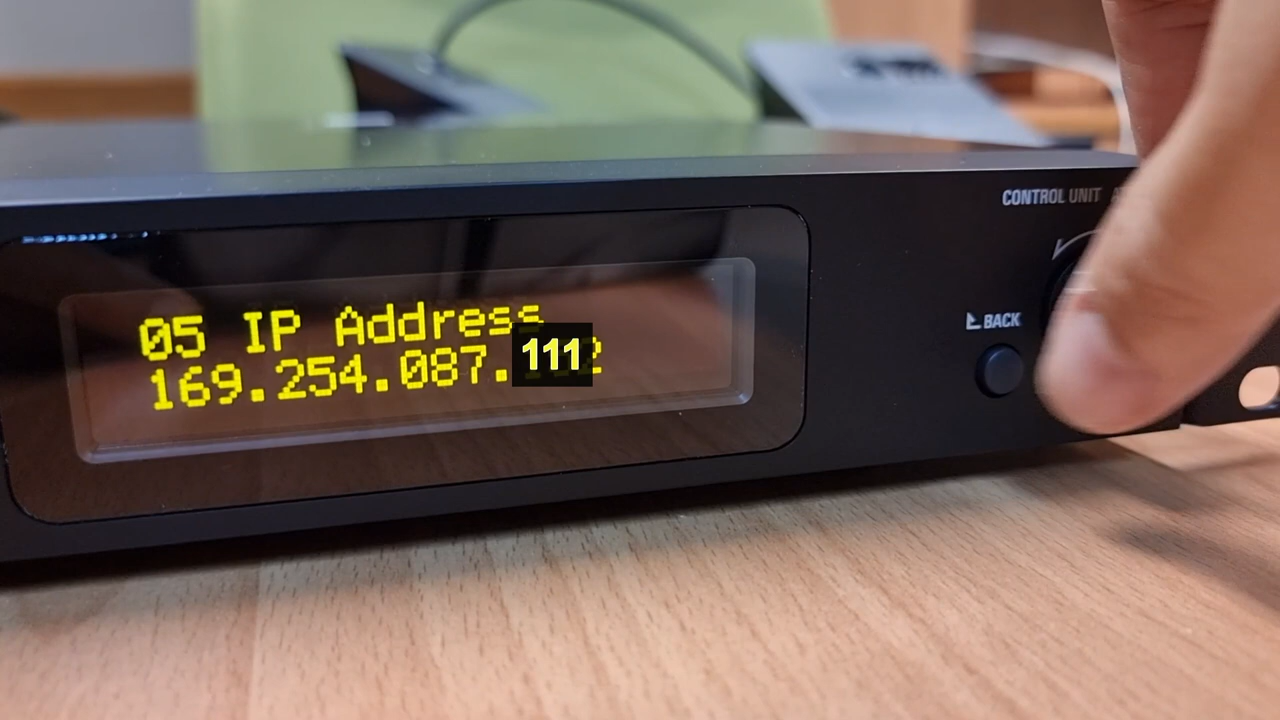 CONTROL UNIT
05 IP Address
169.254.087.
111
BACK